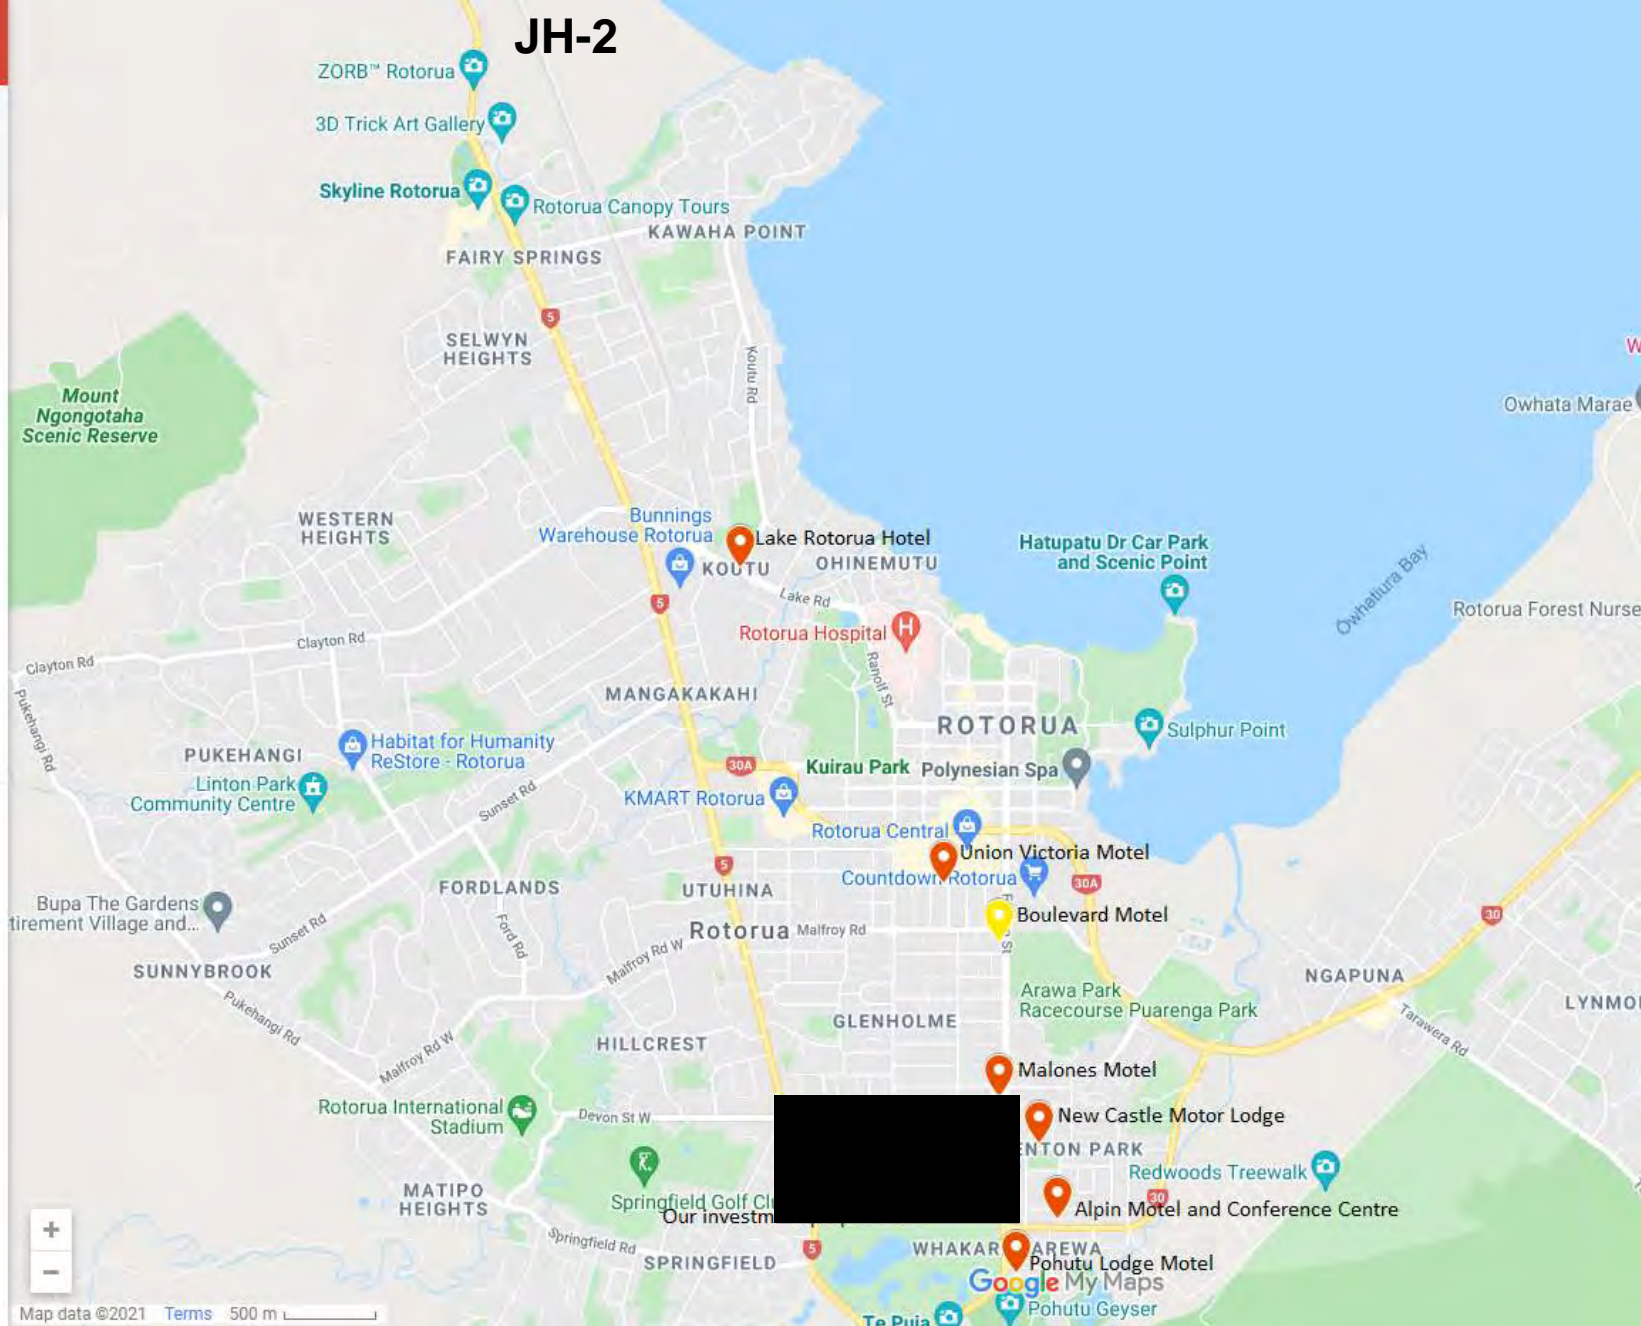 JH-2
ZORB™ Rotorua
3D Trick Art Gallery
Skyline Rotorua
Rotorua Canopy Tours
KAWAHA POINT
FAIRY SPRINGS
5
SELWYN
HEIGHTS
Koutu Rd
W
Mount
Ngongotaha
Scenic Reserve
Owhata Marae
WESTERN
HEIGHTS
Bunnings
Warehouse Rotorua
Lake Rotorua Hotel
KOUTU
OHINEMUTU
Hatupatu Dr Car Park
and Scenic Point
Owhatiura Bay
Lake Rd
5
Rotorua Forest Nurse
Clayton Rd
Clayton Rd
Rotorua Hospital
Ranolf St
Pukehangi Rd
MANGAKAKAHI
ROTORUA
Sulphur Point
PUKEHANGI
Habitat for Humanity
ReStore - Rotorua
30A
Kuirau Park
Polynesian Spa
Linton Park
Community Centre
Sunset Rd
KMART Rotorua
Rotorua Central
Union Victoria Motel
5
Countdown Rotorua
30A
FORDLANDS
UTUHINA
Bupa The Gardens
tirement Village and...
Boulevard Motel
30
Sunset Rd
Ford Rd
Rotorua
Malfroy Rd
St
Malfroy Rd W
SUNNYBROOK
NGAPUNA
Pukehangi Rd
Arawa Park
Racecourse
Puarenga Park
LYNMO
GLENHOLME
Tarawera Rd
HILLCREST
Malfroy Rd W
Malones Motel
Rotorua International
Stadium
Devon St W
New Castle Motor Lodge
ENTON PARK
Redwoods Treewalk
MATIPO
HEIGHTS
Springfield Golf Cl
30
Alpin Motel and Conference Centre
Our investm
Springfield Rd
5
SPRINGFIELD
WHAKAR
AREWA
Pohutu Lodge Motel
Google My Maps
Pohutu Geyser
Te Puia
+
−
Map data ©2021 Terms 500 m